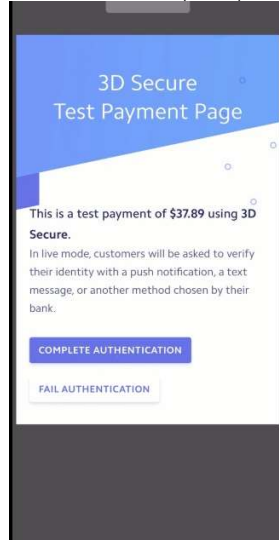 3D Secure
Test Payment Page
This is a test payment of $37.89 using 3D
Secure.
In live mode, customers will be asked to verify
their identity with a push notification, a text
message, or another method chosen by their
bank.
COMPLETE AUTHENTICATION
FAIL AUTHENTICATION